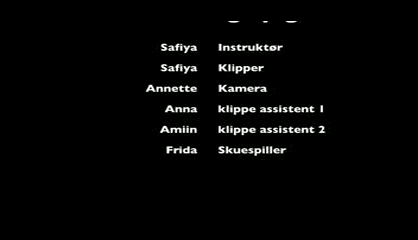 Safiya Instruktør
Safiya Klipper
Annette Kamera
Anna klippe assistent 1
Amiin klippe assistent 2
Frida Skuespiller